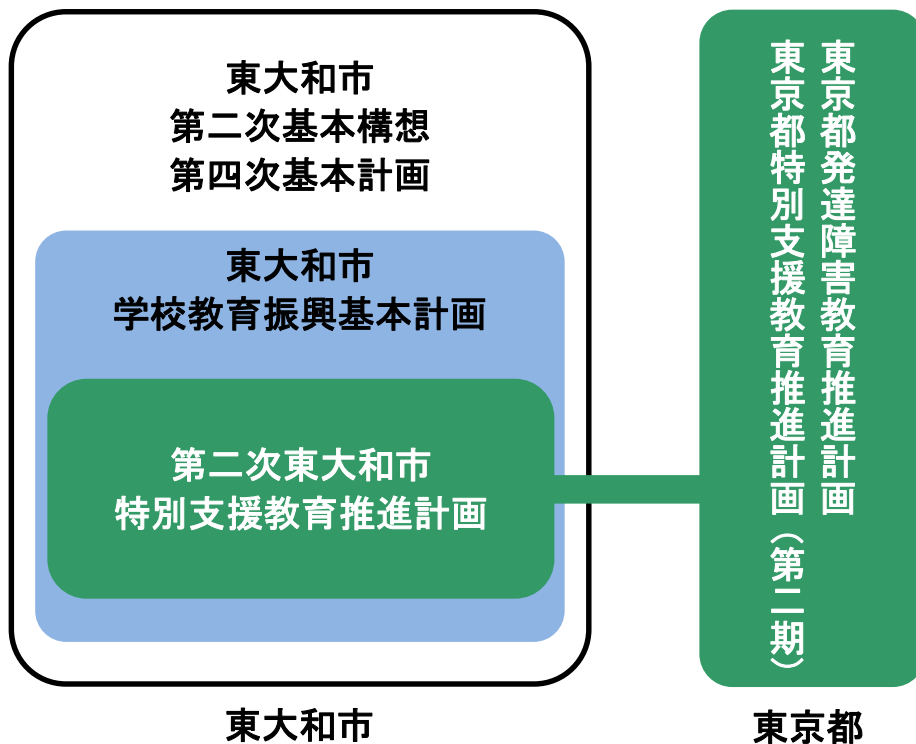 東大和市
第二次基本構想
第四次基本計画
東大和市
学校教育振興基本計画
第二次東大和市
特別支援教育推進計画
東大和市
東京都発達障害教育推進計画
東京都特別支援教育推進計画（第二期）
東京都